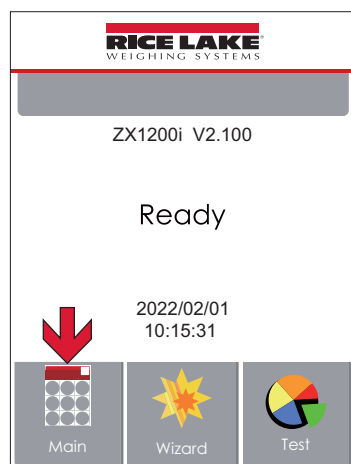 RICE LAKE
WEIGHING SYSTEMS
ZX1200i V2.100
Ready
2022/02/01
10:15:31
Main Wizard Test